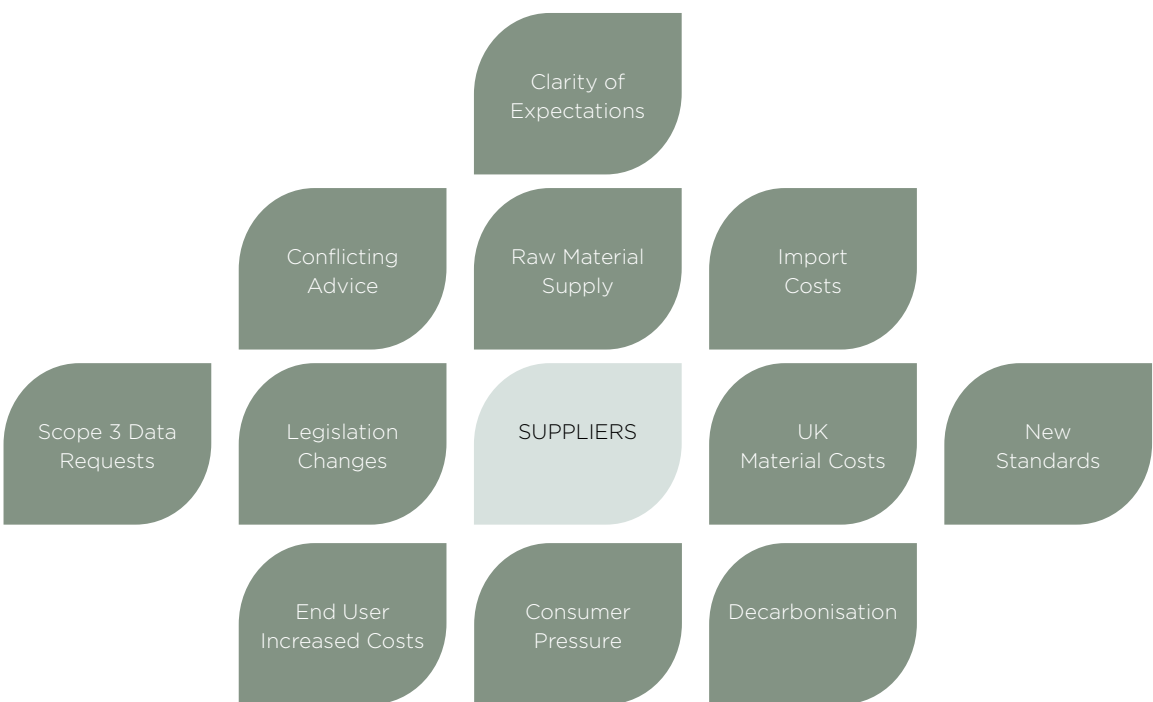 Clarity of
Expectations
Conflicting
Advice
Raw Material
Supply
Import
Costs
Scope 3 Data
Requests
Legislation
Changes
SUPPLIERS
UK
Material Costs
New
Standards
End User
Increased Costs
Consumer
Pressure
Decarbonisation